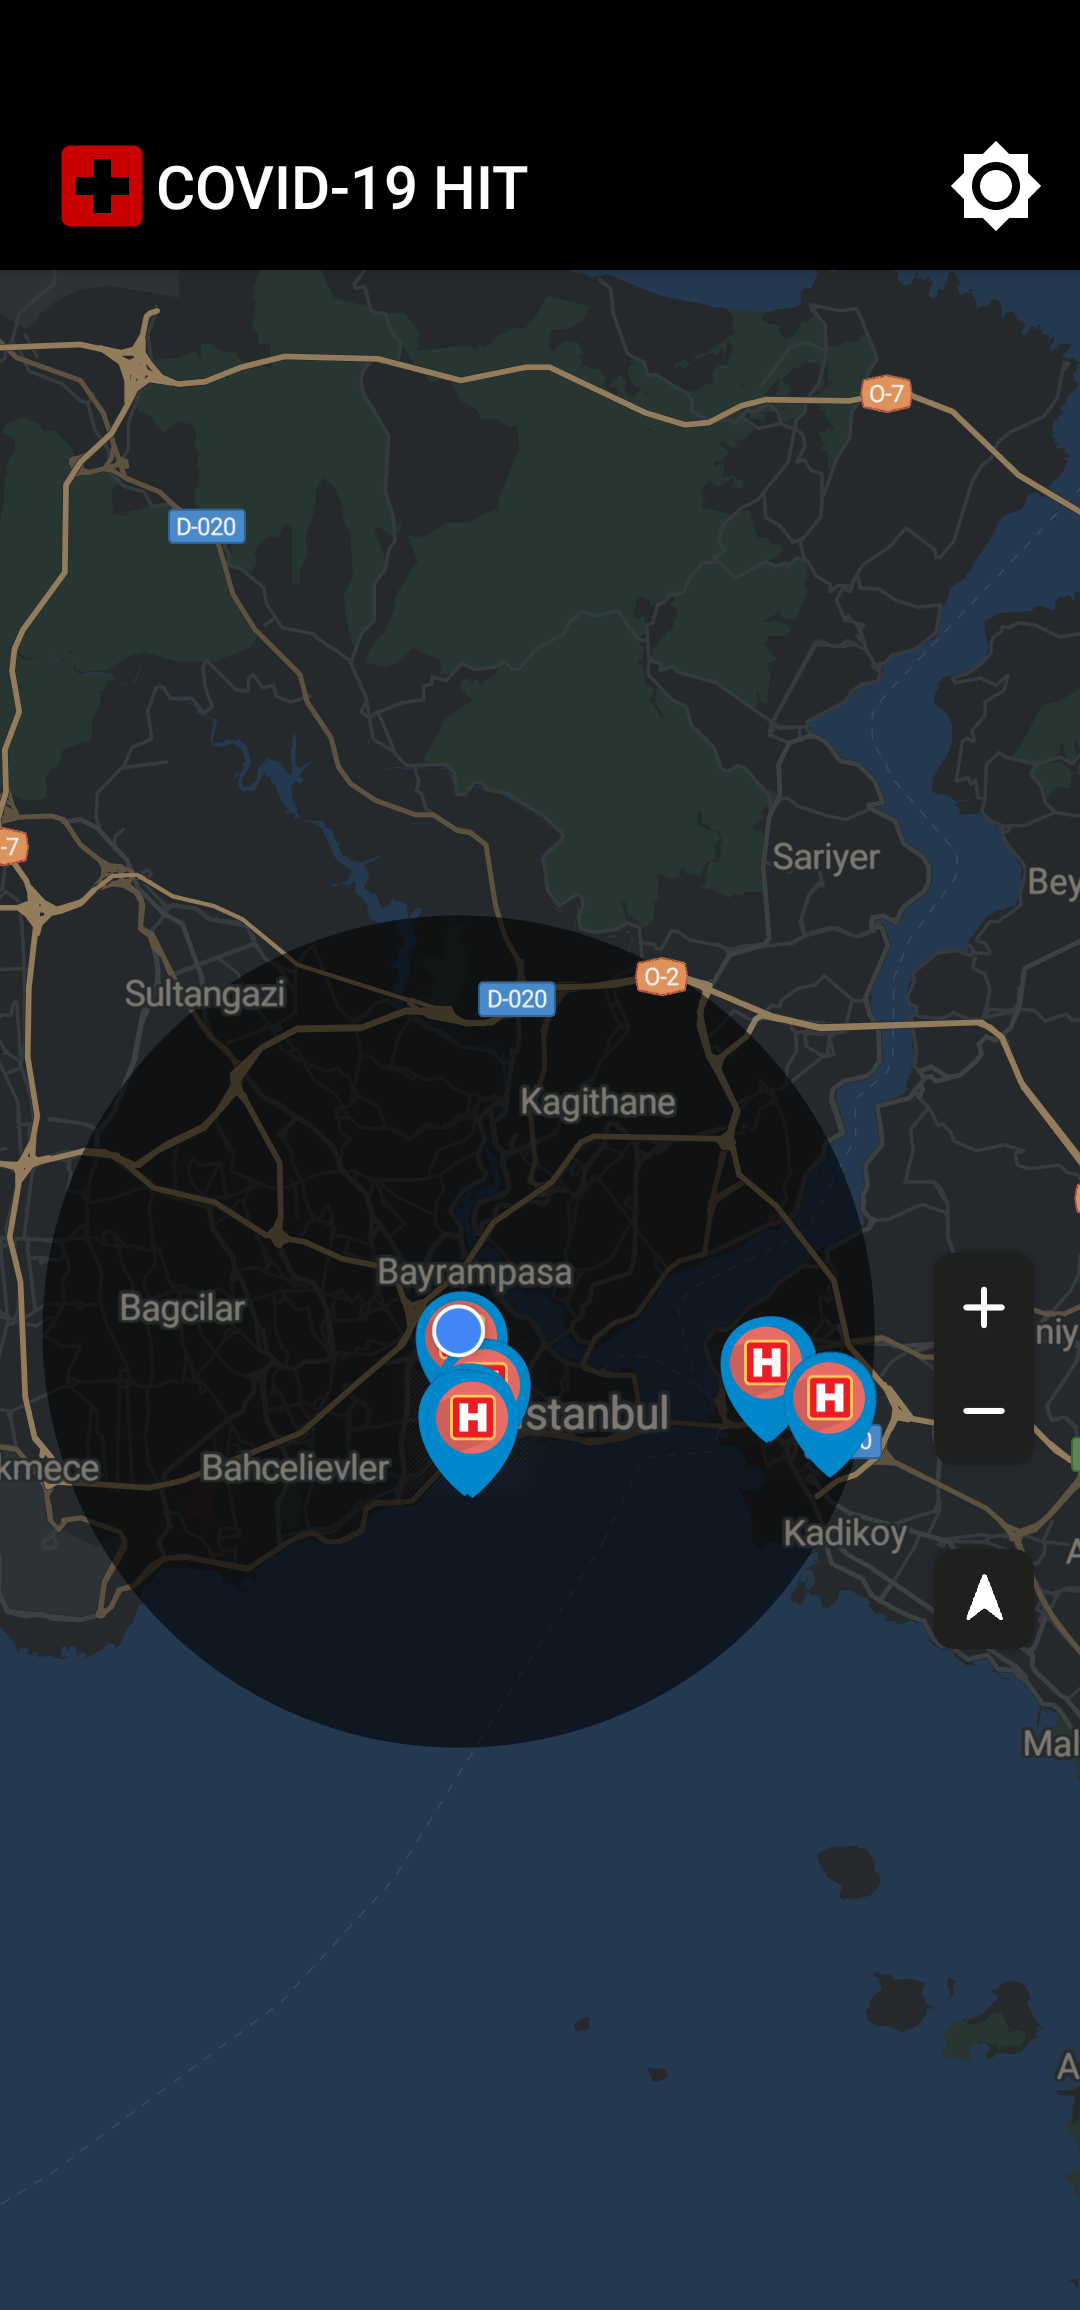 COVID-19 HIT
O-7
D-020
-7
Sariyer
Bey
Sultangazi
D-020
O-2
Kagithane
Bayrampasa
Bagcilar
niy
H
H
H
stanbul
0
kmece
Bahcelievler
Kadikoy
A
Mal
A